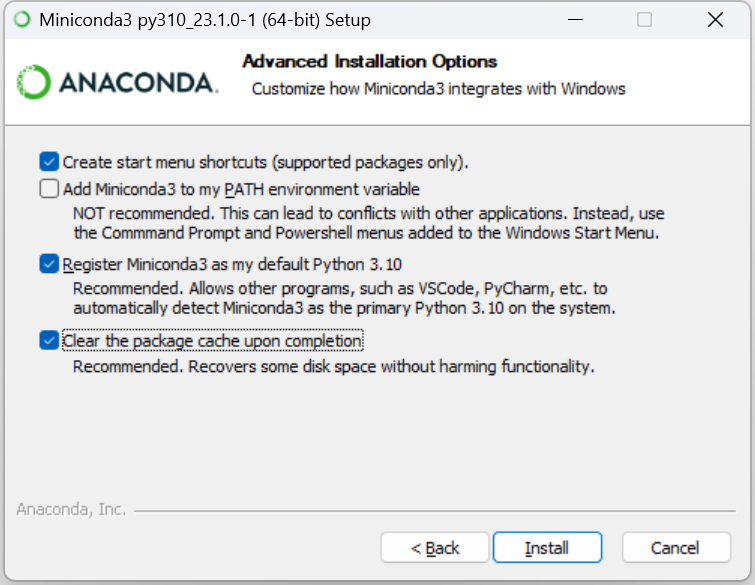 Miniconda3 py310_23.1.0-1 (64-bit) Setup
ANACONDA.
Advanced Installation Options
Customize how Miniconda3 integrates with Windows
Create start menu shortcuts (supported packages only).
Add Miniconda3 to my PATH environment variable
NOT recommended. This can lead to conflicts with other applications. Instead, use
the Commmand Prompt and Powershell menus added to the Windows Start Menu.
Register Miniconda3 as my default Python 3.10
Recommended. Allows other programs, such as VSCode, PyCharm, etc. to
automatically detect Miniconda3 as the primary Python 3.10 on the system.
Clear the package cache upon completion
Recommended. Recovers some disk space without harming functionality.
Anaconda, Inc.
< Back
Install
Cancel